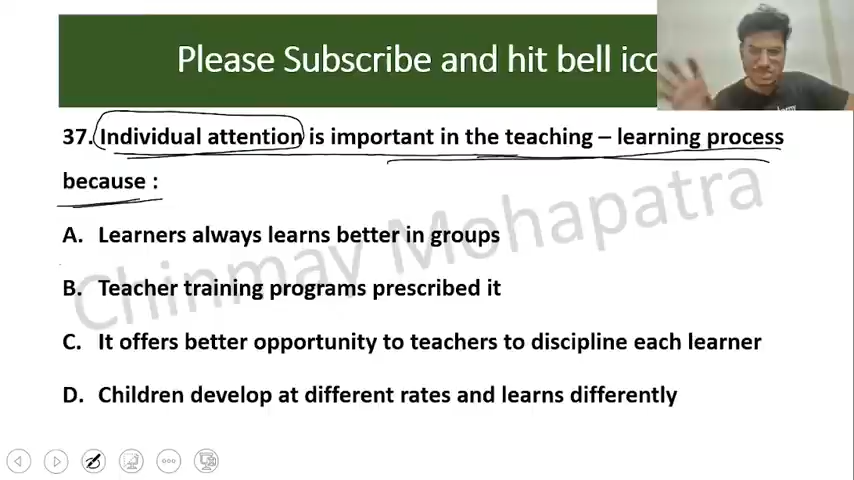 Please Subscribe and hit bell
37. Individual attention is important in the teaching – learning process
because :
A. Learners always learns better in groups
B. Teacher training programs prescribed it
C. It offers better opportunity to teachers to discipline each learner
D. Children develop at different rates and learns differently
Chinmay Mohapatra